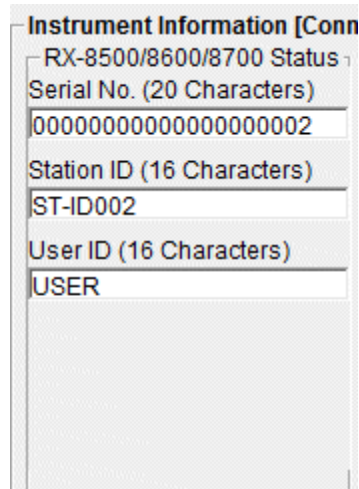 Instrument Information [Conn
RX-8500/8600/8700 Status
Serial No. (20 Characters)
00000000000000000002
Station ID (16 Characters)
ST-ID002
User ID (16 Characters)
USER